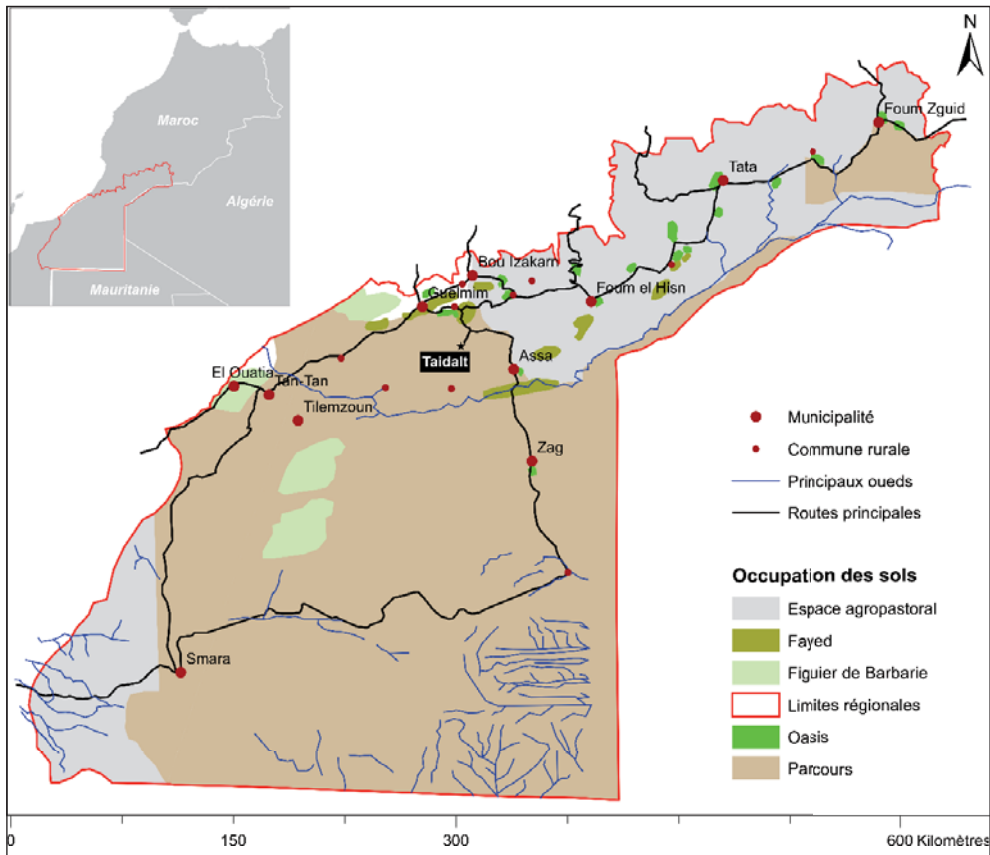 Maroc
Algérie
Mauritanie
N
Foum Zguid
Tata
Bou Izakarn
Guelmim
Foum el Hisn
Taidalt
Assa
El Ouatia
Tan-Tan
Tilemzoun
Zag
Smara
Municipalité
Commune rurale
Principaux oueds
Routes principales
Occupation des sols
Espace agropastoral
Fayed
Figuier de Barbarie
Limites régionales
Oasis
Parcours
0 150 300 600 Kilomètres